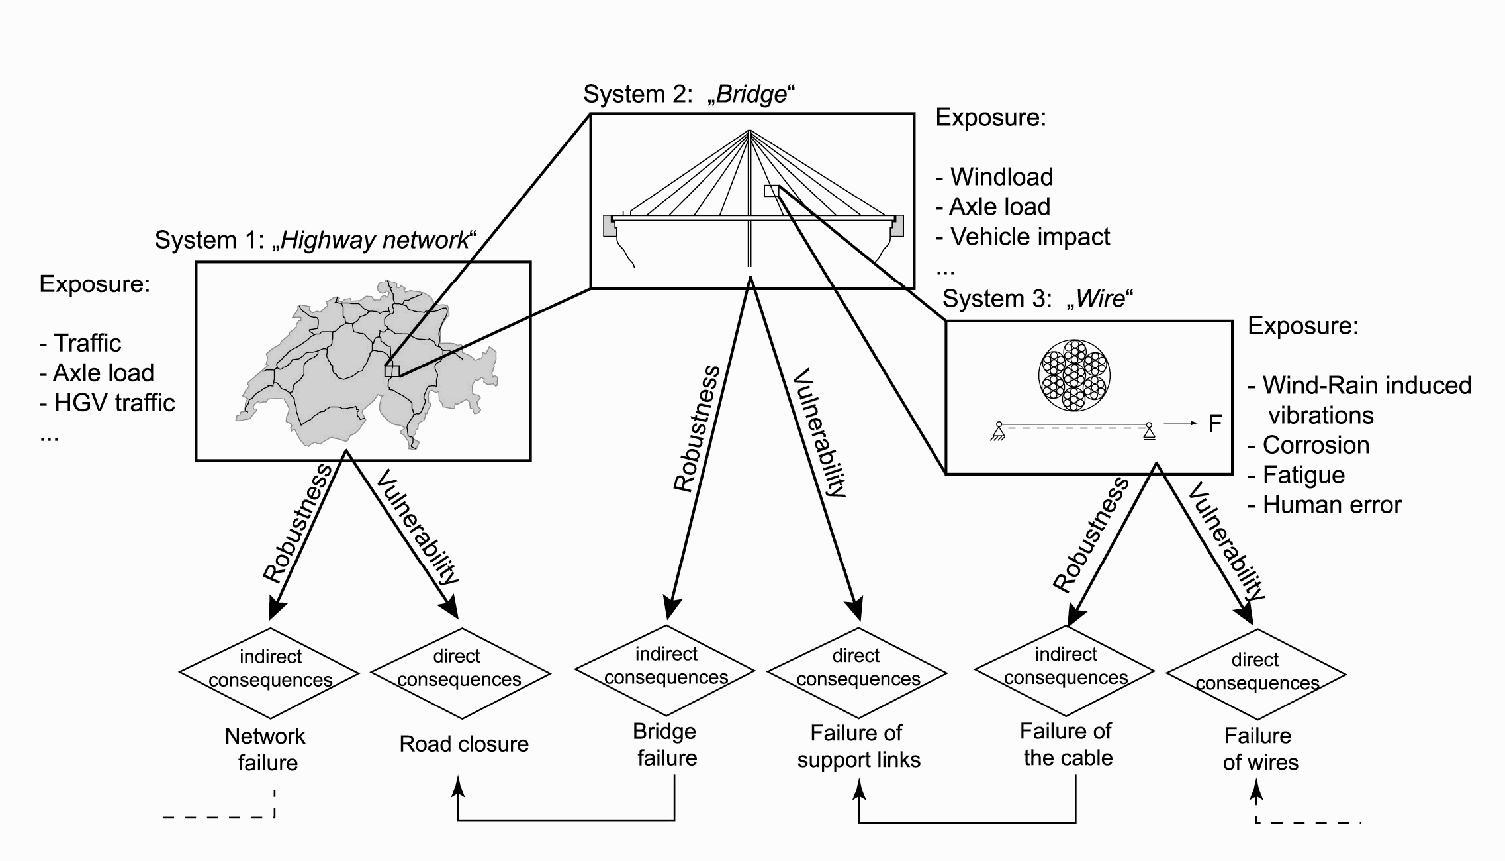 System 2: „Bridge“
Exposure:
- Windload
- Axle load
- Vehicle impact
...
System 1: „Highway network“
Exposure:
- Traffic
- Axle load
- HGV traffic
...
System 3: „Wire“
F
Exposure:
- Wind-Rain induced
vibrations
- Corrosion
- Fatigue
- Human error
Robustness
Vulnerability
Robustness
Vulnerability
Robustness
Vulnerability
indirect
consequences
direct
consequences
indirect
consequences
direct
consequences
indirect
consequences
direct
consequences
Network
failure
Road closure
Bridge
failure
Failure of
support links
Failure of
the cable
Failure
of wires